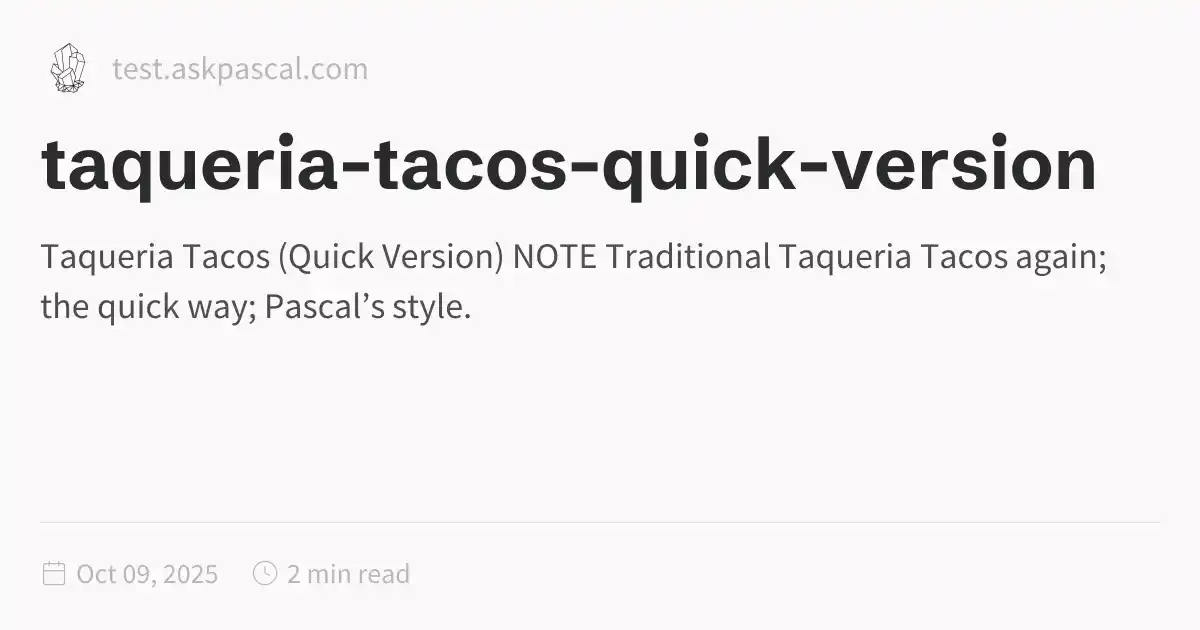 test.askpascal.com
taqueria-tacos-quick-version
Taqueria Tacos (Quick Version) NOTE Traditional Taqueria Tacos again;
the quick way; Pascal’s style.
Oct 09, 2025 2 min read